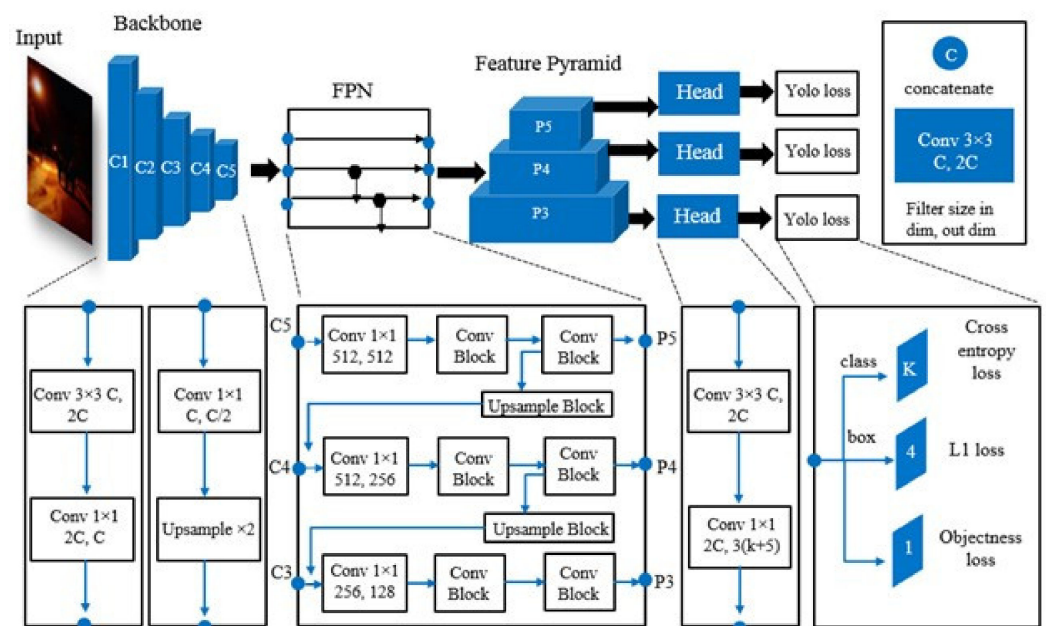 Input
Backbone
C1
C2
C3
C4
C5
FPN
Feature Pyramid
P5
P4
P3
Head
Yolo loss
Head
Yolo loss
Head
Yolo loss
C
concatenate
Conv 3×3
C, 2C
Filter size in
dim, out dim
Conv 3×3 C,
2C
Conv 1×1
2C, C
Conv 1×1
C, C/2
Upsample ×2
C5
Conv 1×1
512, 512
Conv
Block
Conv
Block
P5
Upsample Block
C4
Conv 1×1
512, 256
Conv
Block
Conv
Block
P4
Upsample Block
C3
Conv 1×1
256, 128
Conv
Block
Conv
Block
P3
Conv 3×3 C,
2C
Conv 1×1
2C, 3(k+5)
class
K
Cross
entropy
loss
box
4
L1 loss
1
Objectness
loss